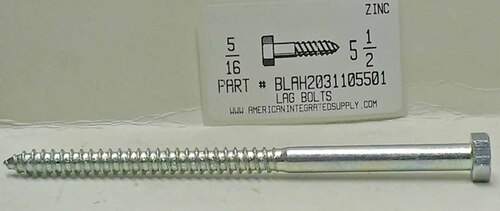 ZINC
5/16 5 1/2
PART # BLAH2031105501
LAG BOLTS
WWW.AMERICANINTEGRATEDSUPPLY.COM